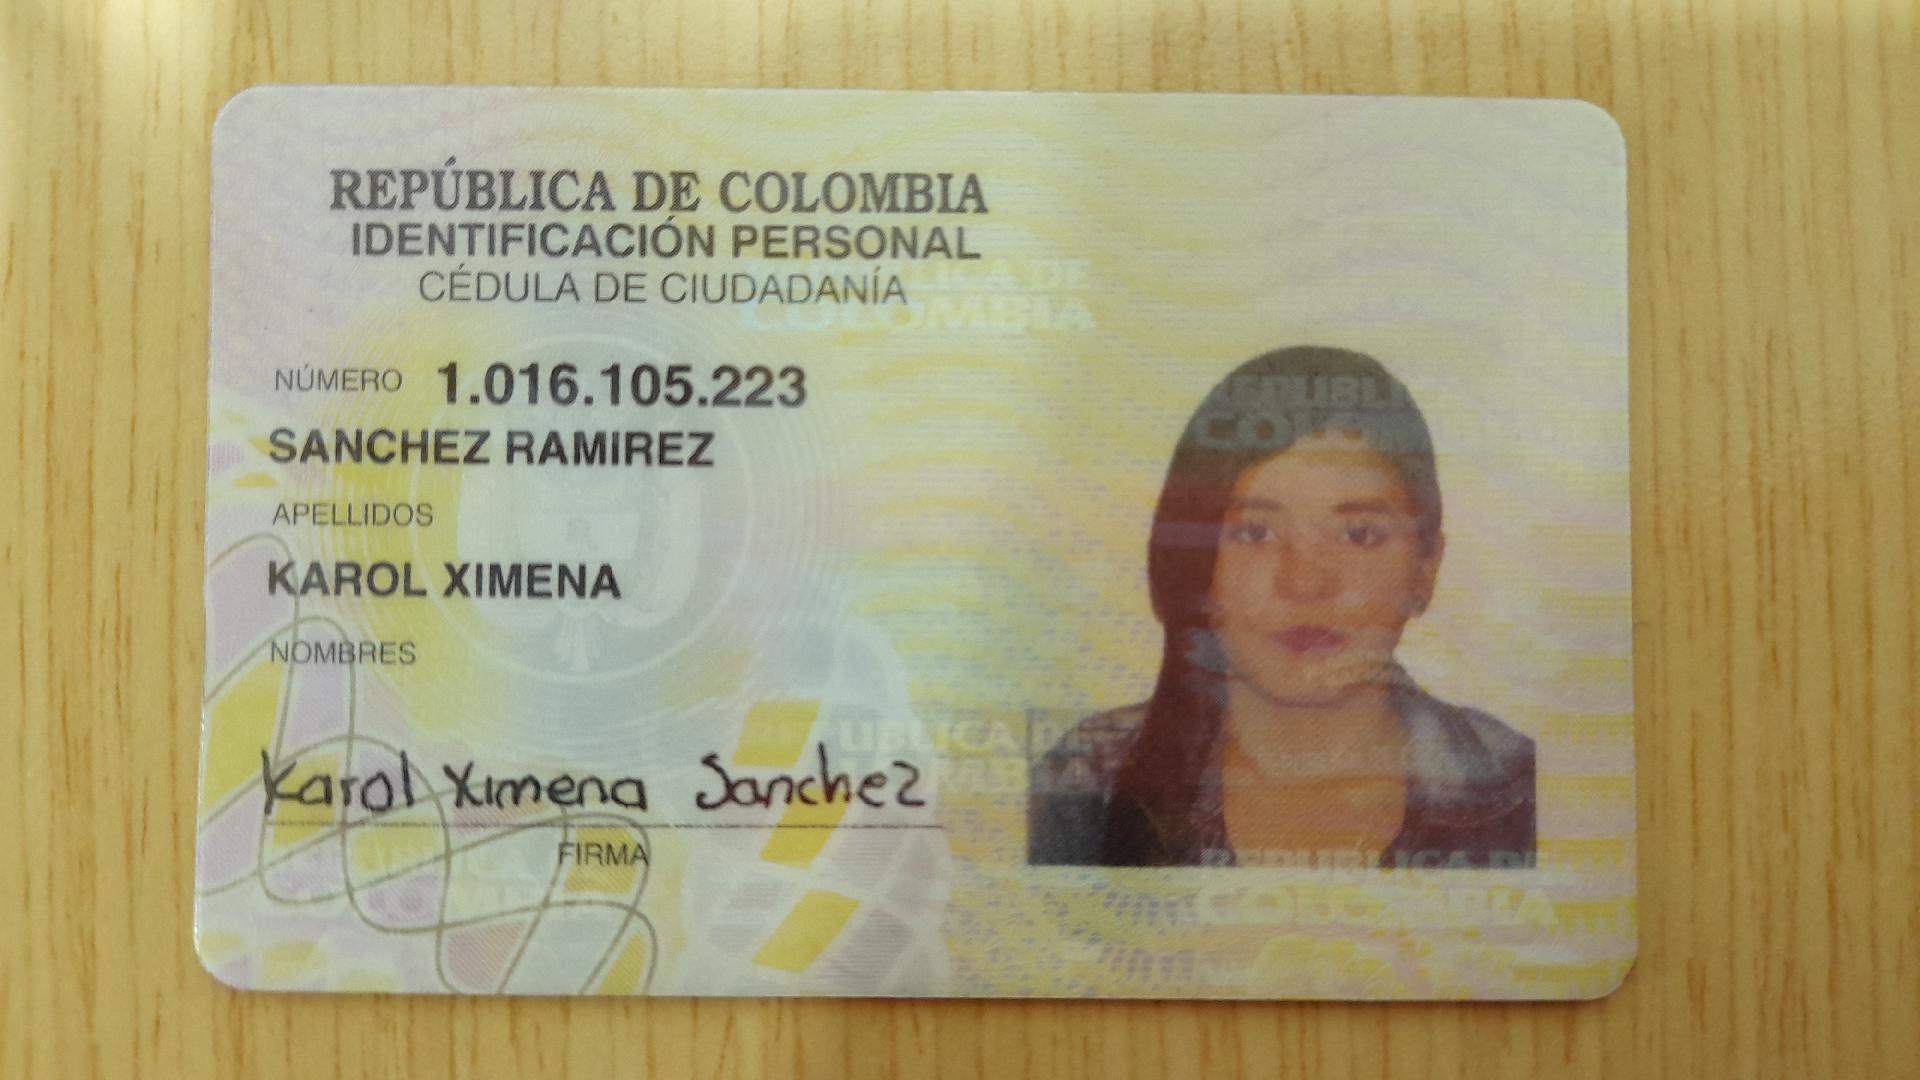 REPÚBLICA DE COLOMBIA
IDENTIFICACIÓN PERSONAL
CÉDULA DE CIUDADANÍA
NÚMERO 1.016.105.223
SANCHEZ RAMIREZ
APELLIDOS
KAROL XIMENA
NOMBRES
Karol Ximena Sanchez
FIRMA